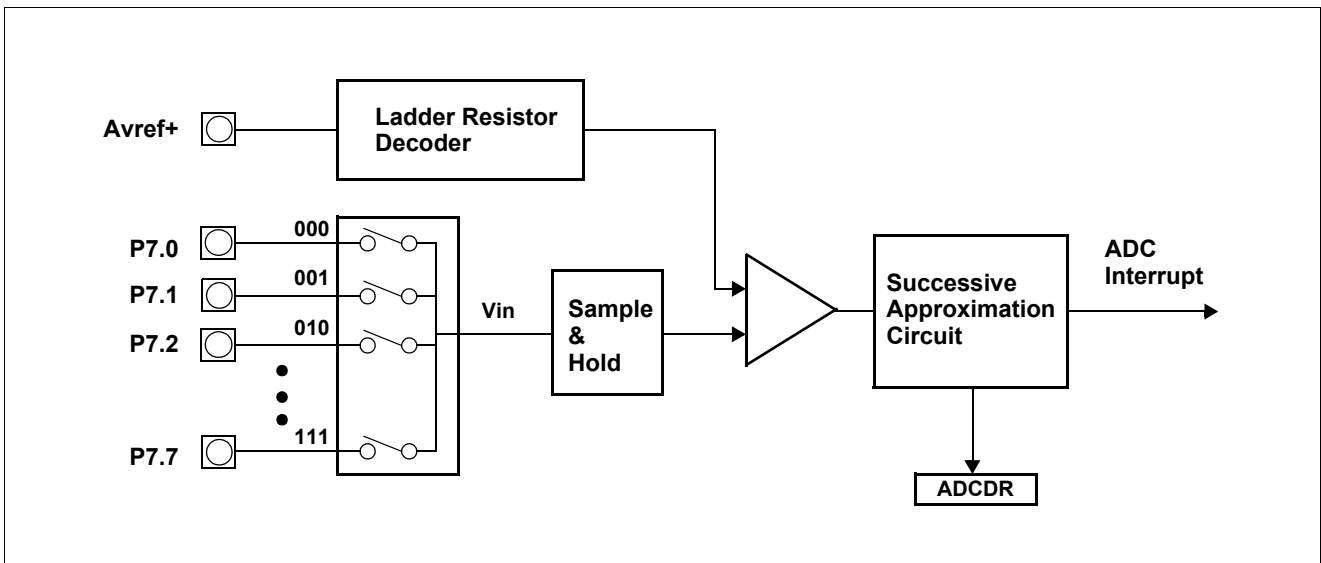 Ladder Resistor
Decoder
Avref+
P7.0
000
P7.1
001
P7.2
010
P7.7
111
Vin
Sample
&
Hold
Successive
Approximation
Circuit
ADC
Interrupt
ADCDR